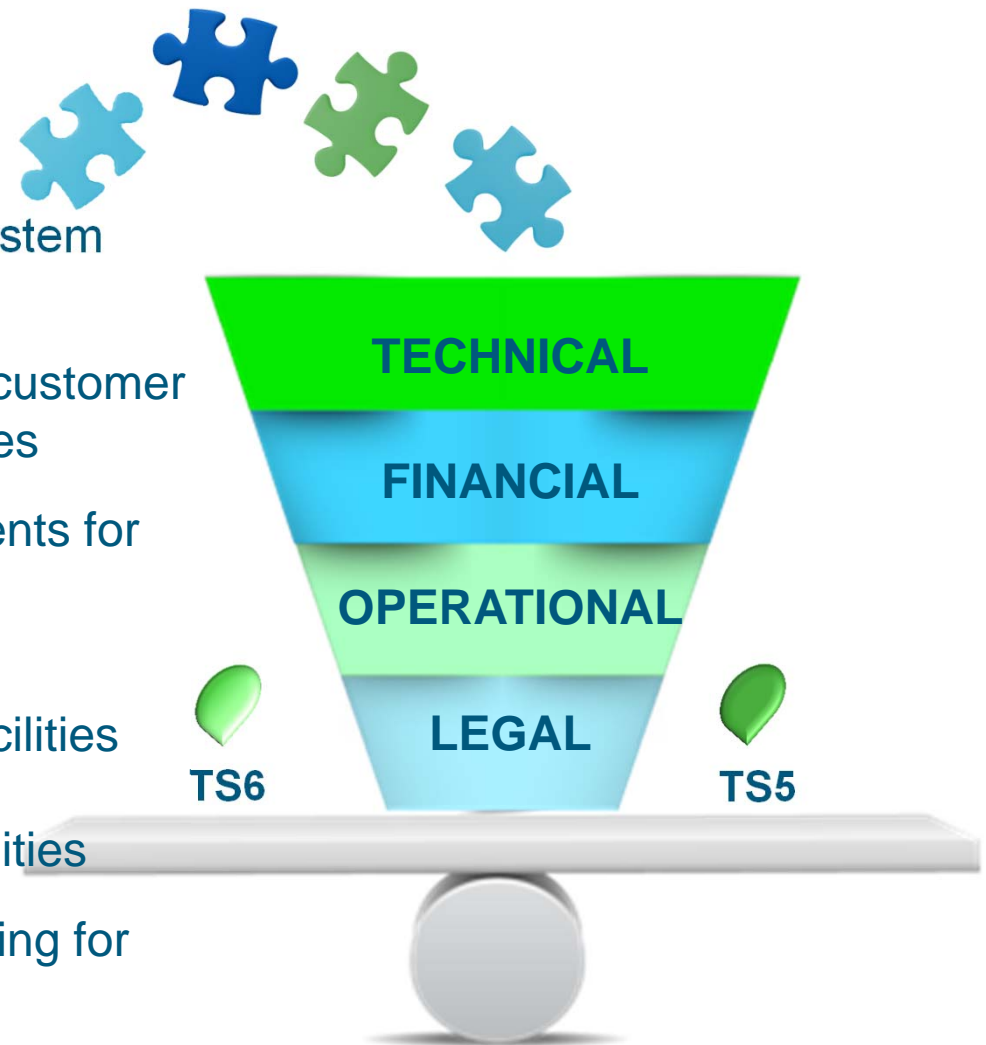 stem
customer
es
ents for
cilities
ities
ing for
TECHNICAL
FINANCIAL
OPERATIONAL
LEGAL
TS6
TS5